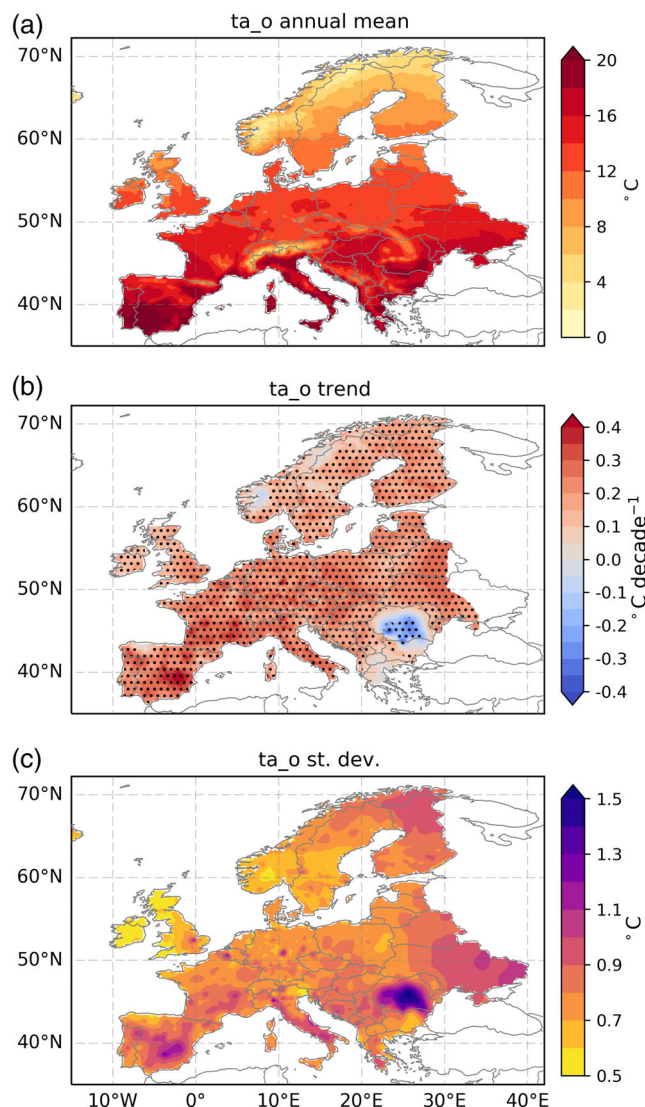 (a)
ta_o annual mean
70°N
60°N
50°N
40°N
20
16
12
8
4
0
°C
(b)
ta_o trend
70°N
60°N
50°N
40°N
0.4
0.3
0.2
0.1
0.0
-0.1
-0.2
-0.3
-0.4
°C decade⁻¹
(c)
ta_o st. dev.
70°N
60°N
50°N
40°N
10°W 0° 10°E 20°E 30°E 40°E
1.5
1.3
1.1
0.9
0.7
0.5
°C